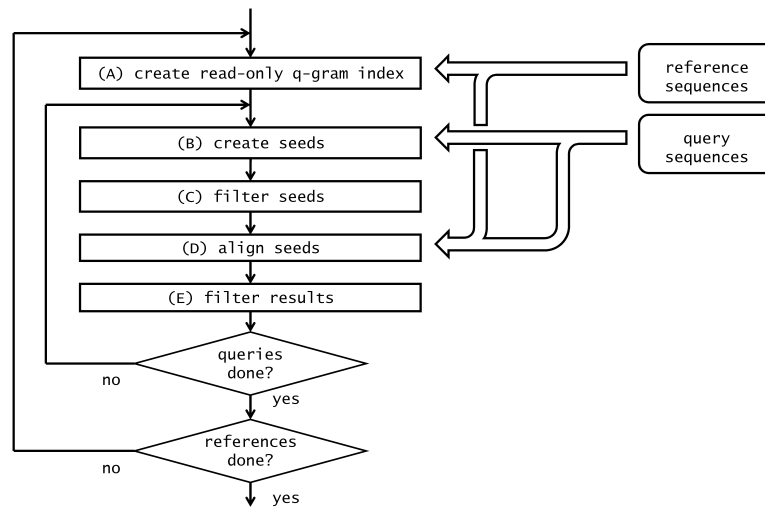 (A) create read-only q-gram index
reference
sequences
(B) create seeds
query
sequences
(C) filter seeds
(D) align seeds
(E) filter results
queries
done?
no
yes
references
done?
no
yes